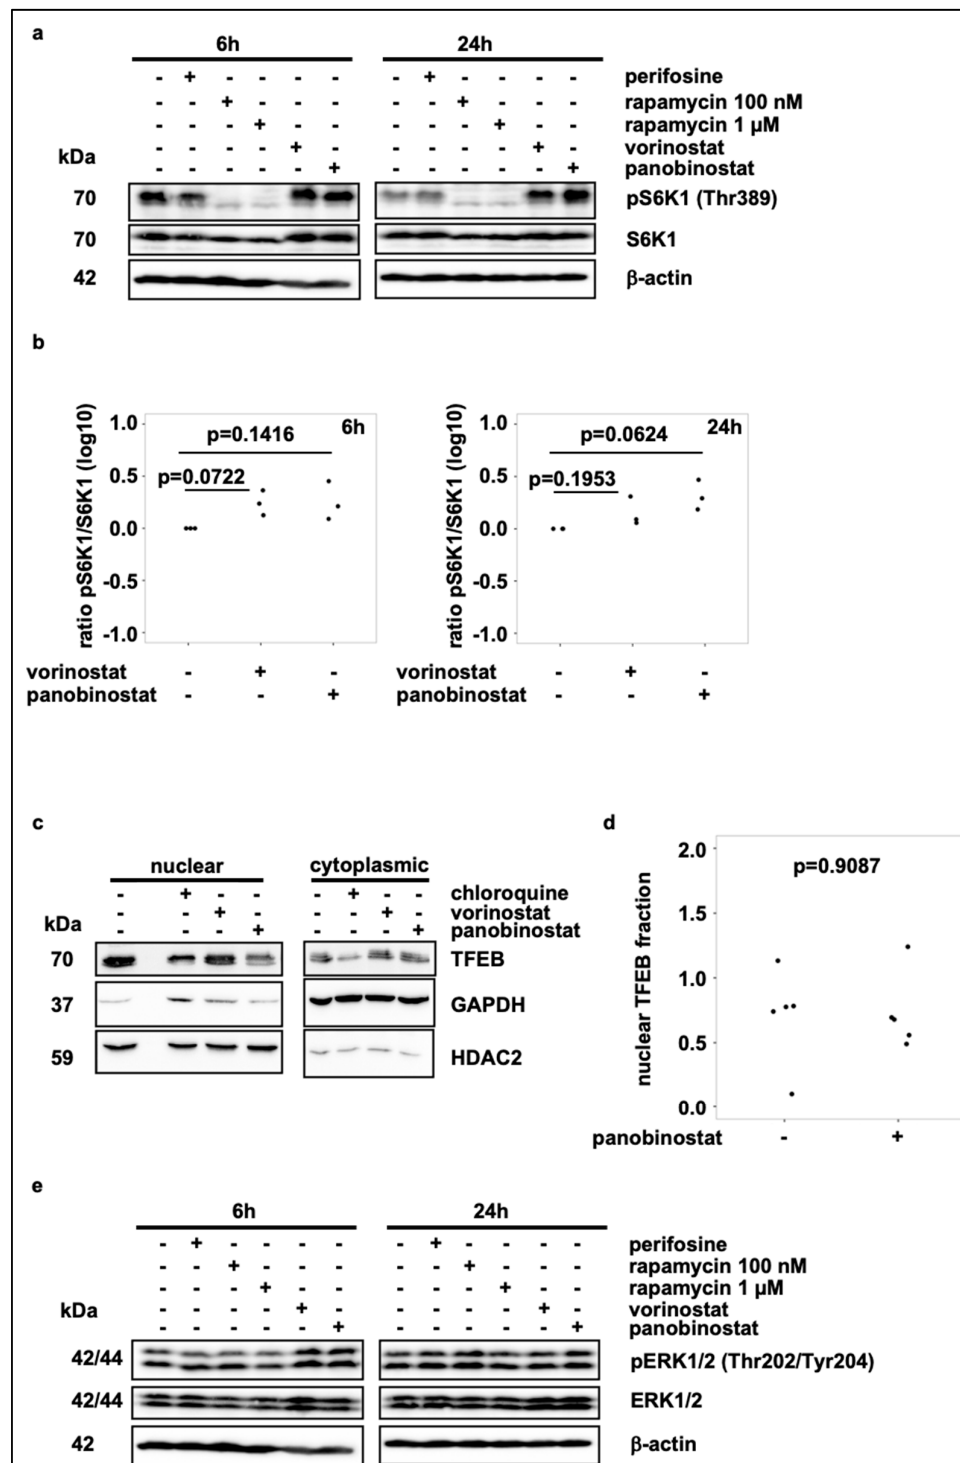 a
6h 24h
- + - - - - - + - - - - perifosine
- - + - - - - - + - - - rapamycin 100 nM
- - - + - - - - - + - - rapamycin 1 µM
- - - - + - - - - - + - vorinostat
kDa
- - - - - + - - - - - + panobinostat
70 pS6K1 (Thr389)
70 S6K1
42 β-actin
b
ratio pS6K1/S6K1 (log10)
1.0
0.5
0.0
-0.5
-1.0
6h
p=0.1416
p=0.0722
vorinostat - + -
panobinostat - - +
ratio pS6K1/S6K1 (log10)
1.0
0.5
0.0
-0.5
-1.0
24h
p=0.0624
p=0.1953
vorinostat - + -
panobinostat - - +
c
nuclear cytoplasmic
- + - - - + - - chloroquine
- - + - - - + - vorinostat
kDa
- - - + - - - + panobinostat
70 TFEB
37 GAPDH
59 HDAC2
d
nuclear TFEB fraction
2.0
1.5
1.0
0.5
0.0
p=0.9087
panobinostat - +
e
6h 24h
- + - - - - - + - - - - perifosine
- - + - - - - - + - - - rapamycin 100 nM
- - - + - - - - - + - - rapamycin 1 µM
kDa - - - - + - - - - - + - vorinostat
- - - - - + - - - - - + panobinostat
42/44 pERK1/2 (Thr202/Tyr204)
42/44 ERK1/2
42 β-actin